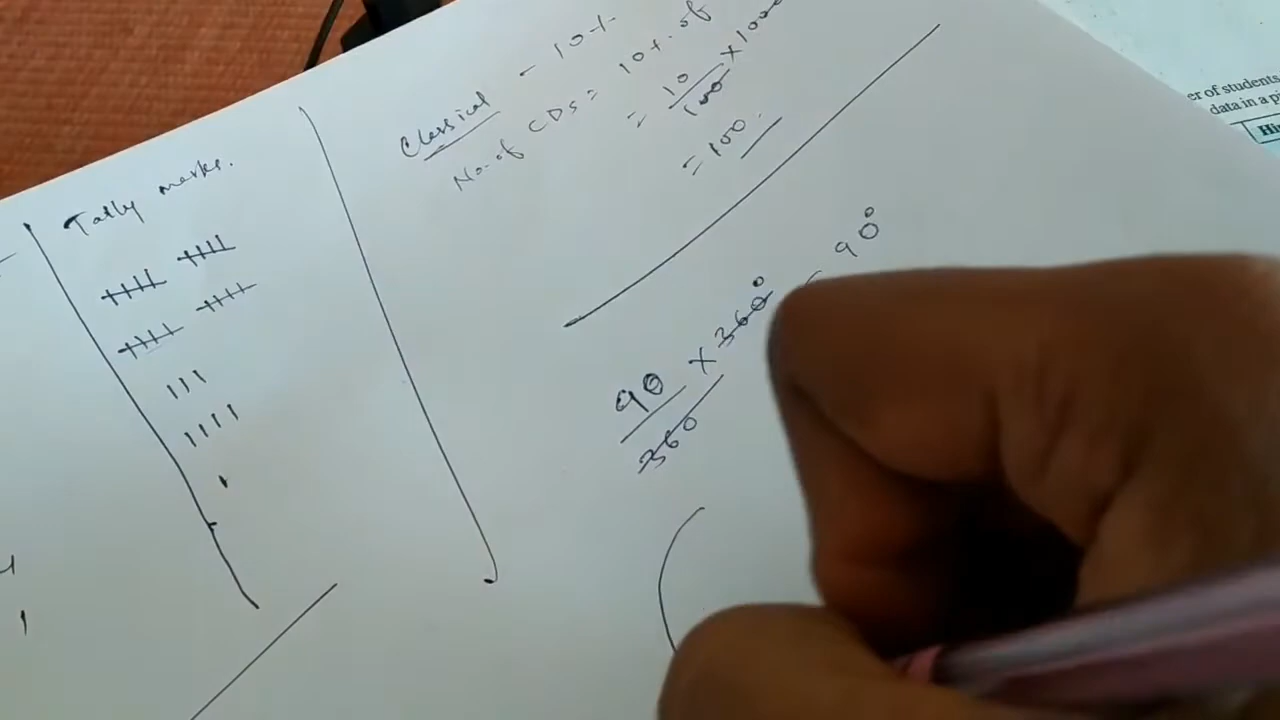 Tally marks.
Classical - 10%
No. of CDs = 10% of
= 10/100 × 1000
= 100.
90/360 × 360° = 90°
er of students
data in a pi